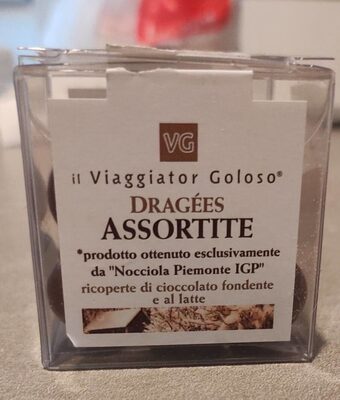 VG
il Viaggiator Goloso®
DRAGÉES
ASSORTITE
*prodotto ottenuto esclusivamente
da "Nocciola Piemonte IGP"
ricoperte di cioccolato fondente
e al latte